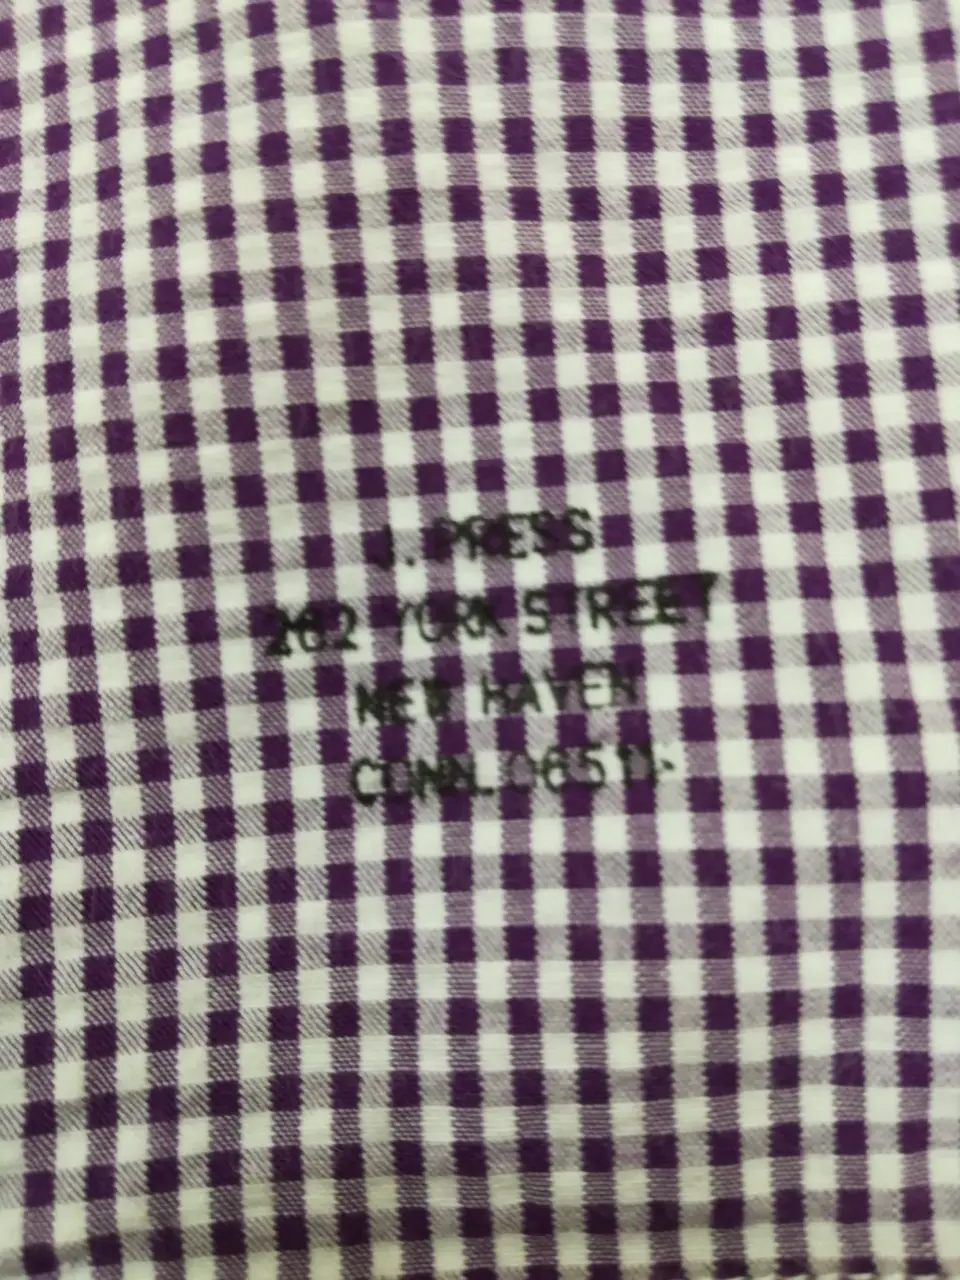 J. PRESS
262 YORK STREET
NEW HAVEN
CONN. 06511